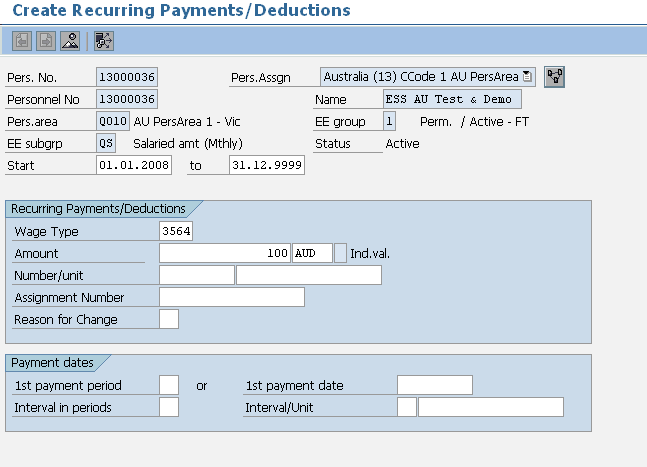 Create Recurring Payments/Deductions
Pers. No. 13000036 Pers.Assgn Australia (13) CCode 1 AU PersArea
Personnel No 13000036 Name ESS AU Test & Demo
Pers.area Q010 AU PersArea 1 - Vic EE group 1 Perm. / Active - FT
EE subgrp QS Salaried amt (Mthly) Status Active
Start 01.01.2008 to 31.12.9999
Recurring Payments/Deductions
Wage Type 3564
Amount 100 AUD Ind.val.
Number/unit
Assignment Number
Reason for Change
Payment dates
1st payment period or 1st payment date
Interval in periods Interval/Unit